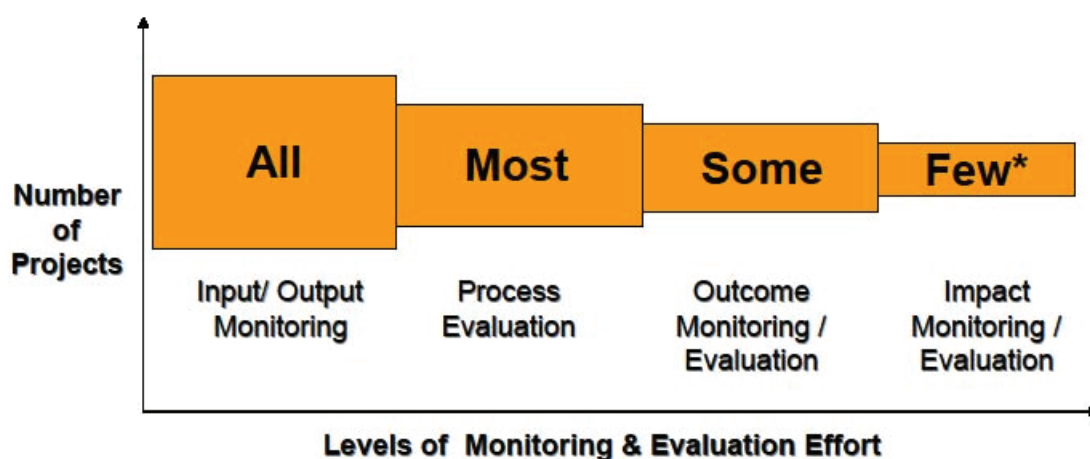 All
Most
Some
Few*
Number
of
Projects
Input/ Output
Monitoring
Process
Evaluation
Outcome
Monitoring /
Evaluation
Impact
Monitoring /
Evaluation
Levels of Monitoring & Evaluation Effort